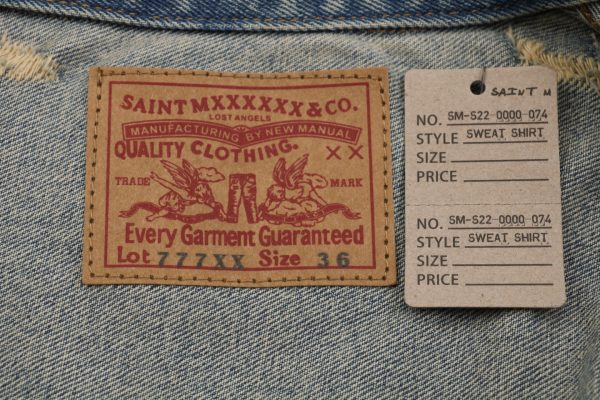 SAINT MXXXXXX & CO.
LOST ANGELS
MANUFACTURING BY NEW MANUAL
QUALITY CLOTHING.
XX
TRADE MARK
Every Garment Guaranteed
Lot 777XX Size 36
SAINT M
NO. SM-S22 0000 074
STYLE SWEAT SHIRT
SIZE
PRICE
NO. SM-S22 0000 074
STYLE SWEAT SHIRT
SIZE
PRICE